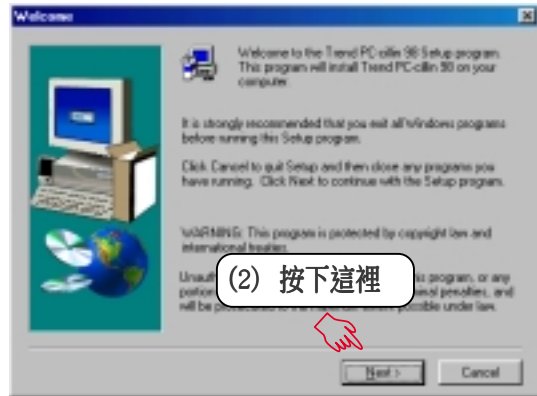 Welcome
Welcome to the Trend PC-cillin 98 Setup program.
This program will install Trend PC-cillin 98 on your
computer.
It is strongly recommended that you exit all Windows programs
before running this Setup program.
Click Cancel to quit Setup and then close any programs you
have running. Click Next to continue with the Setup program.
WARNING: This program is protected by copyright law and
international treaties.
program, or any
penalties, and
will be possible under law.
(2) 按下這裡
Next >
Cancel